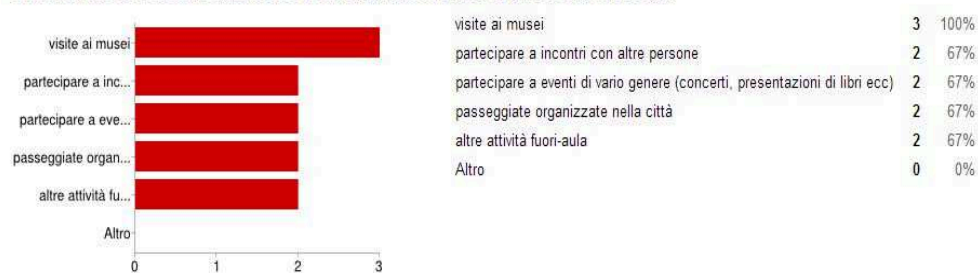 visite ai musei
partecipare a inc...
partecipare a eve...
passeggiate organ...
altre attività fu...
Altro
0 1 2 3
visite ai musei 3 100%
partecipare a incontri con altre persone 2 67%
partecipare a eventi di vario genere (concerti, presentazioni di libri ecc) 2 67%
passeggiate organizzate nella città 2 67%
altre attività fuori-aula 2 67%
Altro 0 0%